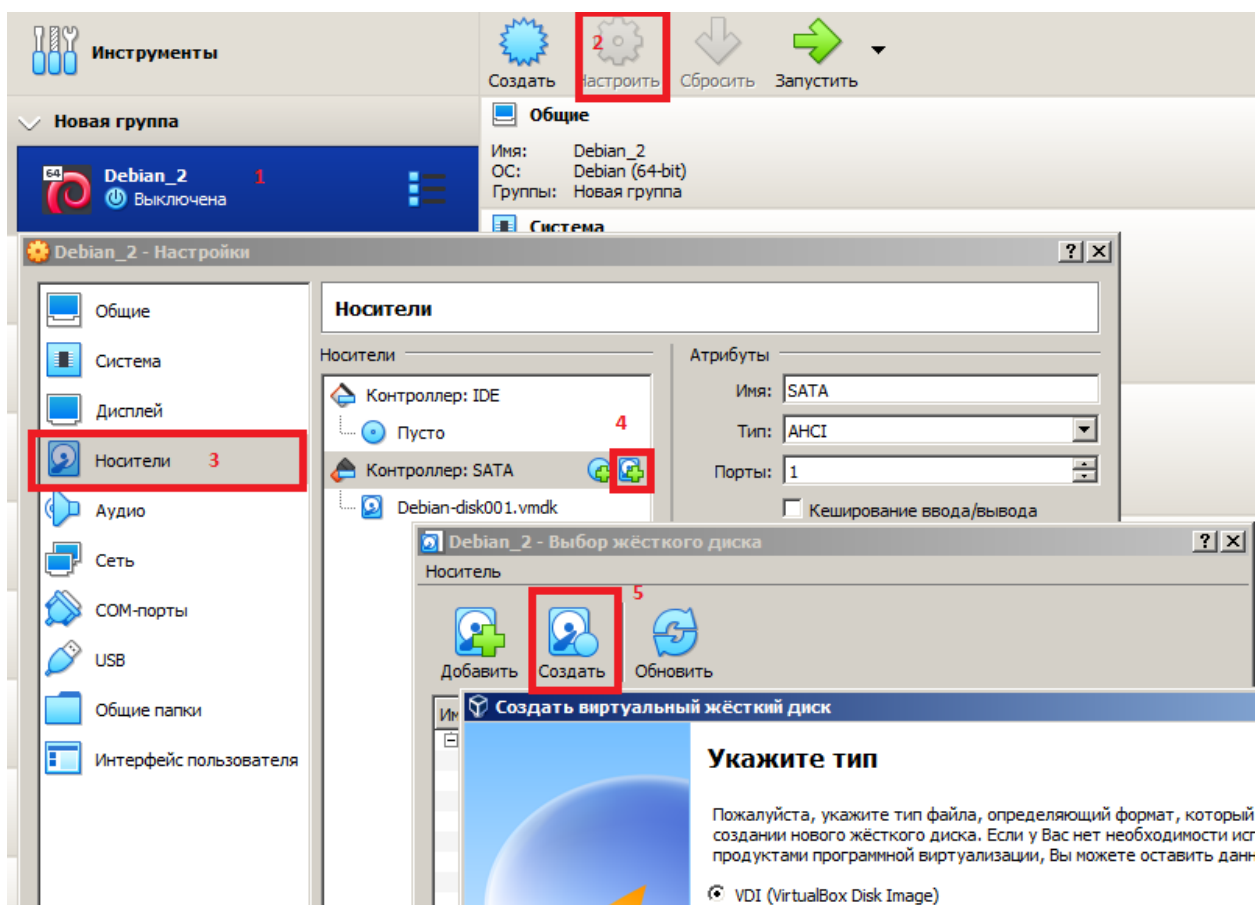 Инструменты
2
Создать
Настроить
Сбросить
Запустить
Новая группа
Общие
64
Debian_2
1
Выключена
Имя: Debian_2
ОС: Debian (64-bit)
Группы: Новая группа
Система
Debian_2 - Настройки
?
Общие
Система
Дисплей
Носители 3
Аудио
Сеть
COM-порты
USB
Общие папки
Интерфейс пользователя
Носители
Носители
Контроллер: IDE
Пусто
4
Контроллер: SATA
Debian-disk001.vmdk
Атрибуты
Имя: SATA
Тип: AHCI
Порты: 1
Кеширование ввода/вывода
Debian_2 - Выбор жёсткого диска
?
Носитель
5
Добавить
Создать
Обновить
Создать виртуальный жёсткий диск
Укажите тип
Пожалуйста, укажите тип файла, определяющий формат, который
создании нового жёсткого диска. Если у Вас нет необходимости
продуктами программной виртуализации, Вы можете оставить
VDI (VirtualBox Disk Image)